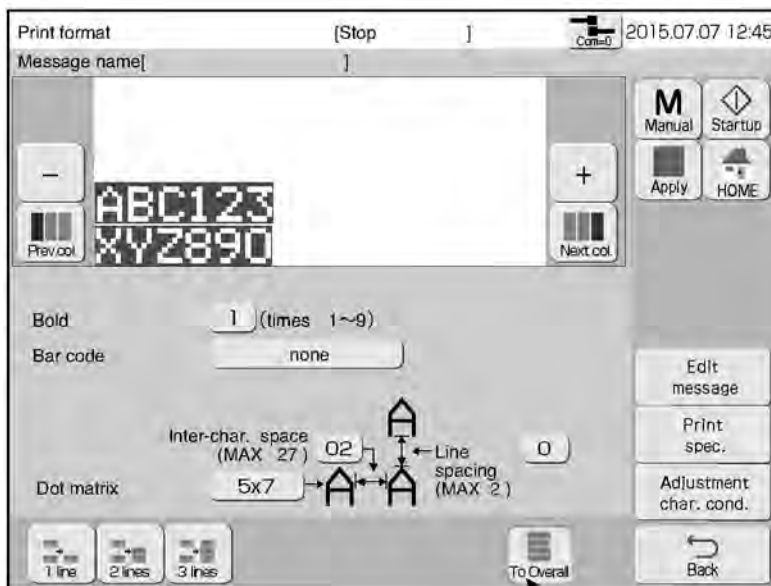 Print format [Stop ] Com=0 2015.07.07 12:45
Message name[ ]
M
Manual
Startup
−
+
Apply
HOME
ABC123
XYZ890
Prev.col.
Next col.
Bold 1 (times 1~9)
Bar code none
Edit
message
Inter-char. space
(MAX 27) 02
Line
spacing
(MAX 2) 0
Print
spec.
Dot matrix 5x7
Adjustment
char. cond.
1 line
2 lines
3 lines
To Overall
Back